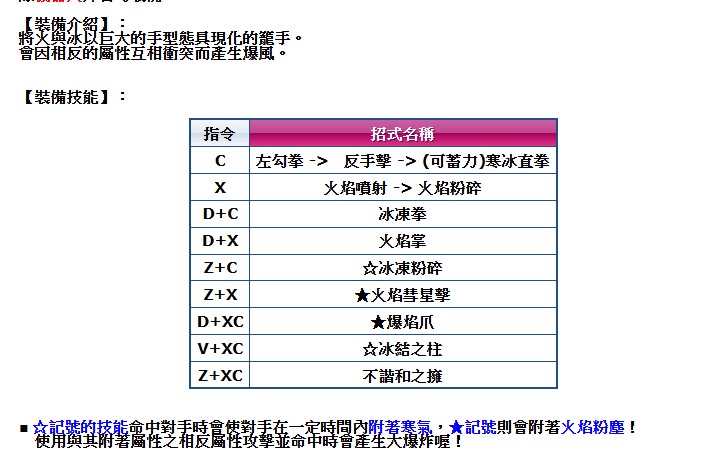 【裝備介紹】：
將火與冰以巨大的手型態具現化的籠手。
會因相反的屬性互相衝突而產生爆風。
【裝備技能】：
指令 招式名稱
C 左勾拳 -> 反手擊 -> (可蓄力)寒冰直拳
X 火焰噴射 -> 火焰粉碎
D+C 冰凍拳
D+X 火焰掌
Z+C ☆冰凍粉碎
Z+X ★火焰彗星擊
D+XC ★爆焰爪
V+XC ☆冰結之柱
Z+XC 不諧和之擁
■ ☆記號的技能命中對手時會使對手在一定時間內附著寒氣，★記號則會附著火焰粉塵！
使用與其附著屬性之相反屬性攻擊並命中時會產生大爆炸喔！